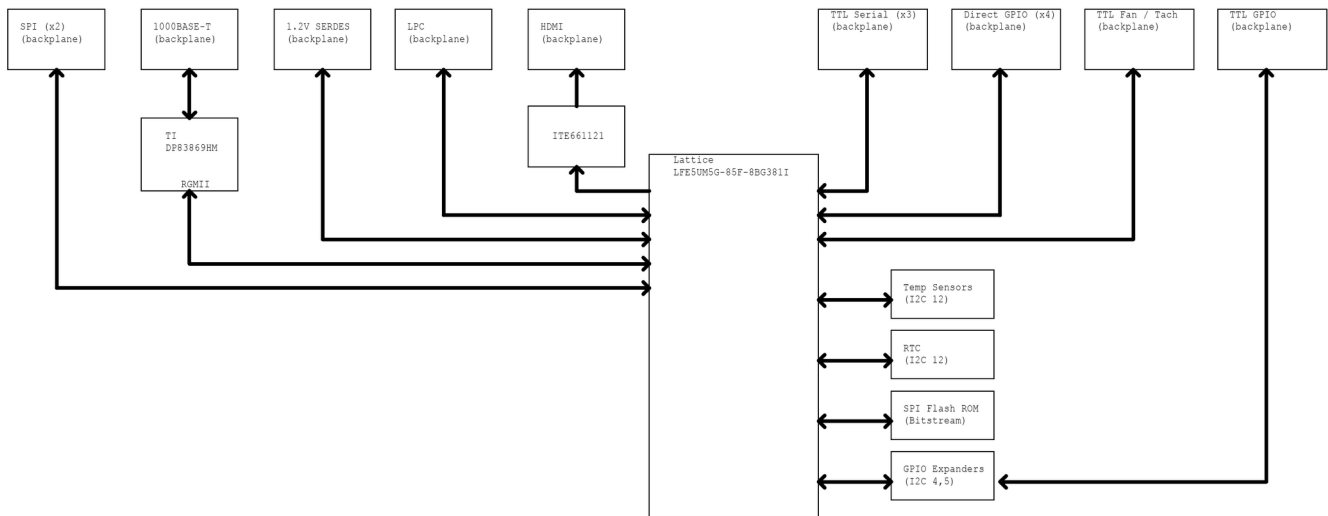 SPI (x2)
(backplane)
1000BASE-T
(backplane)
1.2V SERDES
(backplane)
LPC
(backplane)
HDMI
(backplane)
TTL Serial (x3)
(backplane)
Direct GPIO (x4)
(backplane)
TTL Fan / Tach
(backplane)
TTL GPIO
(backplane)
TI
DP83869HM
RGMII
ITE661121
Lattice
LFE5UM5G-85F-8BG381I
Temp Sensors
(I2C 12)
RTC
(I2C 12)
SPI Flash ROM
(Bitstream)
GPIO Expanders
(I2C 4,5)